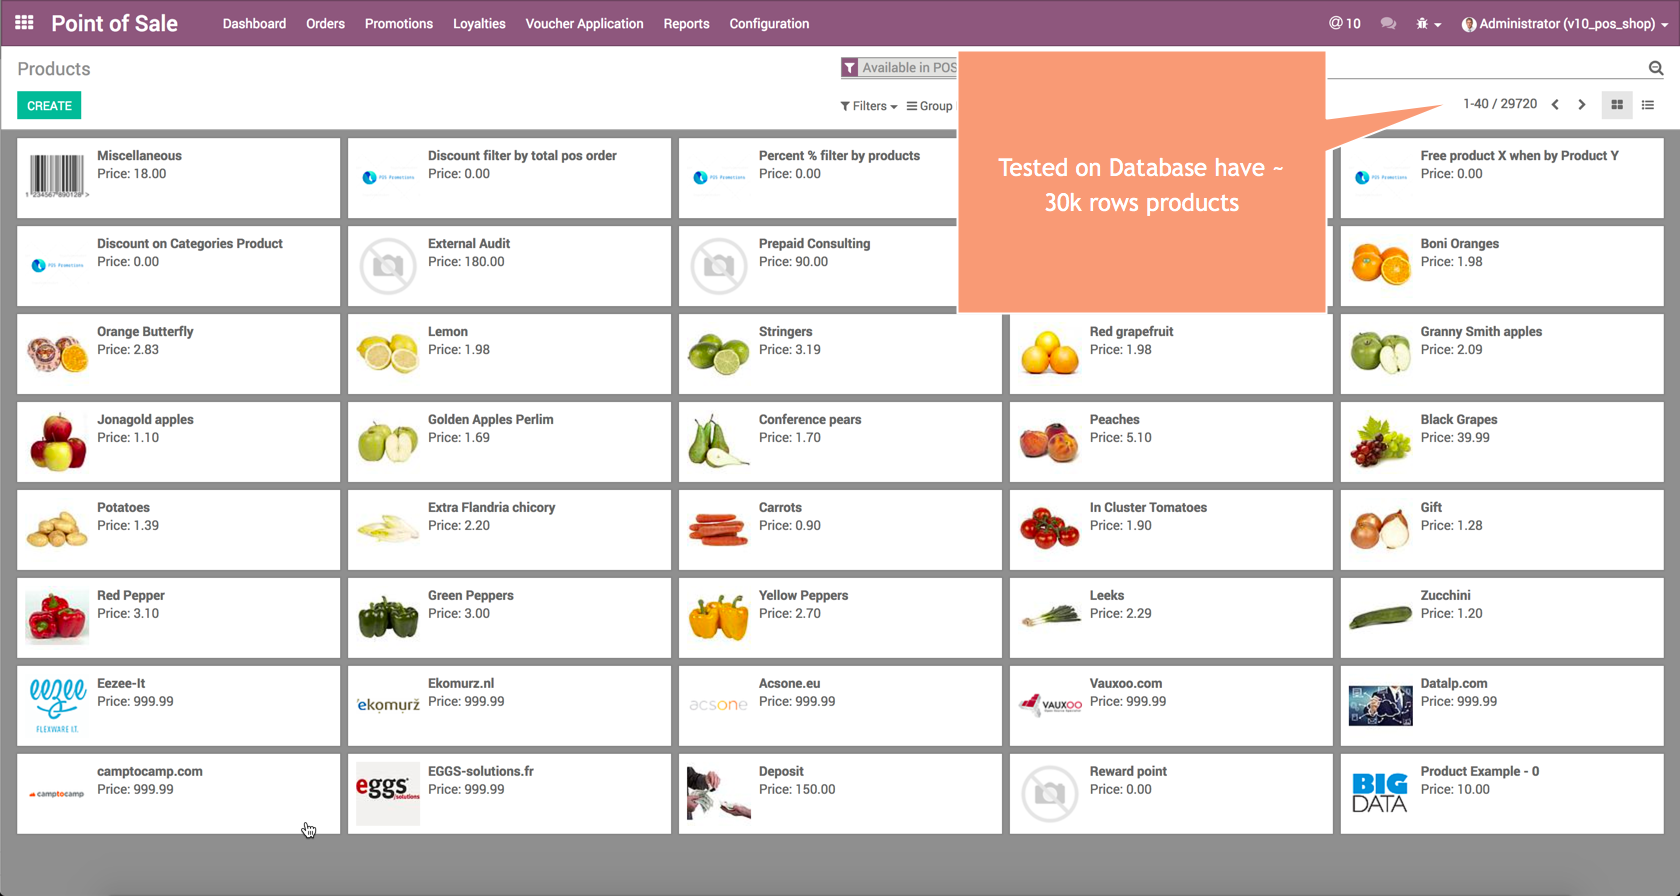 Point of Sale
Dashboard
Orders
Promotions
Loyalties
Voucher Application
Reports
Configuration
@ 10
Administrator (v10_pos_shop)
Products
Available in POS
CREATE
Filters
Group
1-40 / 29720
Tested on Database have ~
30k rows products
Miscellaneous
Price: 18.00
Discount filter by total pos order
Price: 0.00
POS Promotions
Percent % filter by products
Price: 0.00
POS Promotions
Free product X when by Product Y
Price: 0.00
POS Promotions
Discount on Categories Product
Price: 0.00
POS Promotions
External Audit
Price: 180.00
Prepaid Consulting
Price: 90.00
Boni Oranges
Price: 1.98
Orange Butterfly
Price: 2.83
Lemon
Price: 1.98
Stringers
Price: 3.19
Red grapefruit
Price: 1.98
Granny Smith apples
Price: 2.09
Jonagold apples
Price: 1.10
Golden Apples Perlim
Price: 1.69
Conference pears
Price: 1.70
Peaches
Price: 5.10
Black Grapes
Price: 39.99
Potatoes
Price: 1.39
Extra Flandria chicory
Price: 2.20
Carrots
Price: 0.90
In Cluster Tomatoes
Price: 1.90
Gift
Price: 1.28
Red Pepper
Price: 3.10
Green Peppers
Price: 3.00
Yellow Peppers
Price: 2.70
Leeks
Price: 2.29
Zucchini
Price: 1.20
Eezee-It
Price: 999.99
eezee
FLEXWARE I.T.
Ekomurz.nl
Price: 999.99
ekomurz
Acsone.eu
Price: 999.99
acsone
Vauxoo.com
Price: 999.99
VAUXOO
Datalp.com
Price: 999.99
camptocamp.com
Price: 999.99
camptocamp
EGGS-solutions.fr
Price: 999.99
eggs
/solutions
Deposit
Price: 150.00
Reward point
Price: 0.00
Product Example - 0
Price: 10.00
BIG
DATA